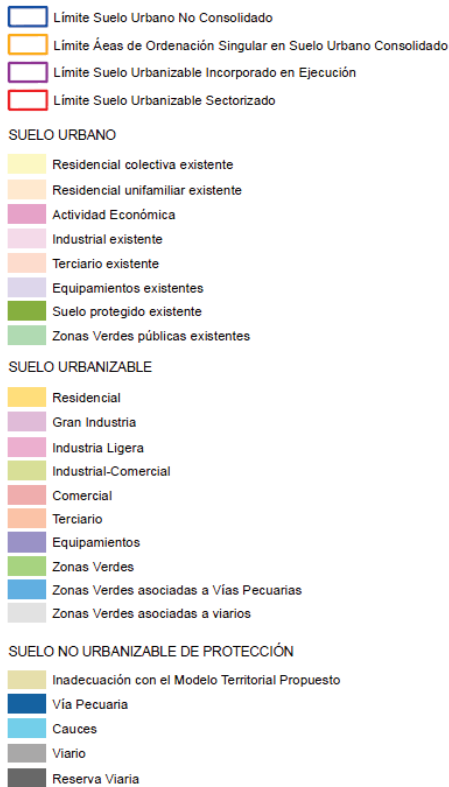 Límite Suelo Urbano No Consolidado
Límite Áeas de Ordenación Singular en Suelo Urbano Consolidado
Límite Suelo Urbanizable Incorporado en Ejecución
Límite Suelo Urbanizable Sectorizado
SUELO URBANO
Residencial colectiva existente
Residencial unifamiliar existente
Actividad Económica
Industrial existente
Terciario existente
Equipamientos existentes
Suelo protegido existente
Zonas Verdes públicas existentes
SUELO URBANIZABLE
Residencial
Gran Industria
Industria Ligera
Industrial-Comercial
Comercial
Terciario
Equipamientos
Zonas Verdes
Zonas Verdes asociadas a Vías Pecuarias
Zonas Verdes asociadas a viarios
SUELO NO URBANIZABLE DE PROTECCIÓN
Inadecuación con el Modelo Territorial Propuesto
Vía Pecuaria
Cauces
Viario
Reserva Viaria